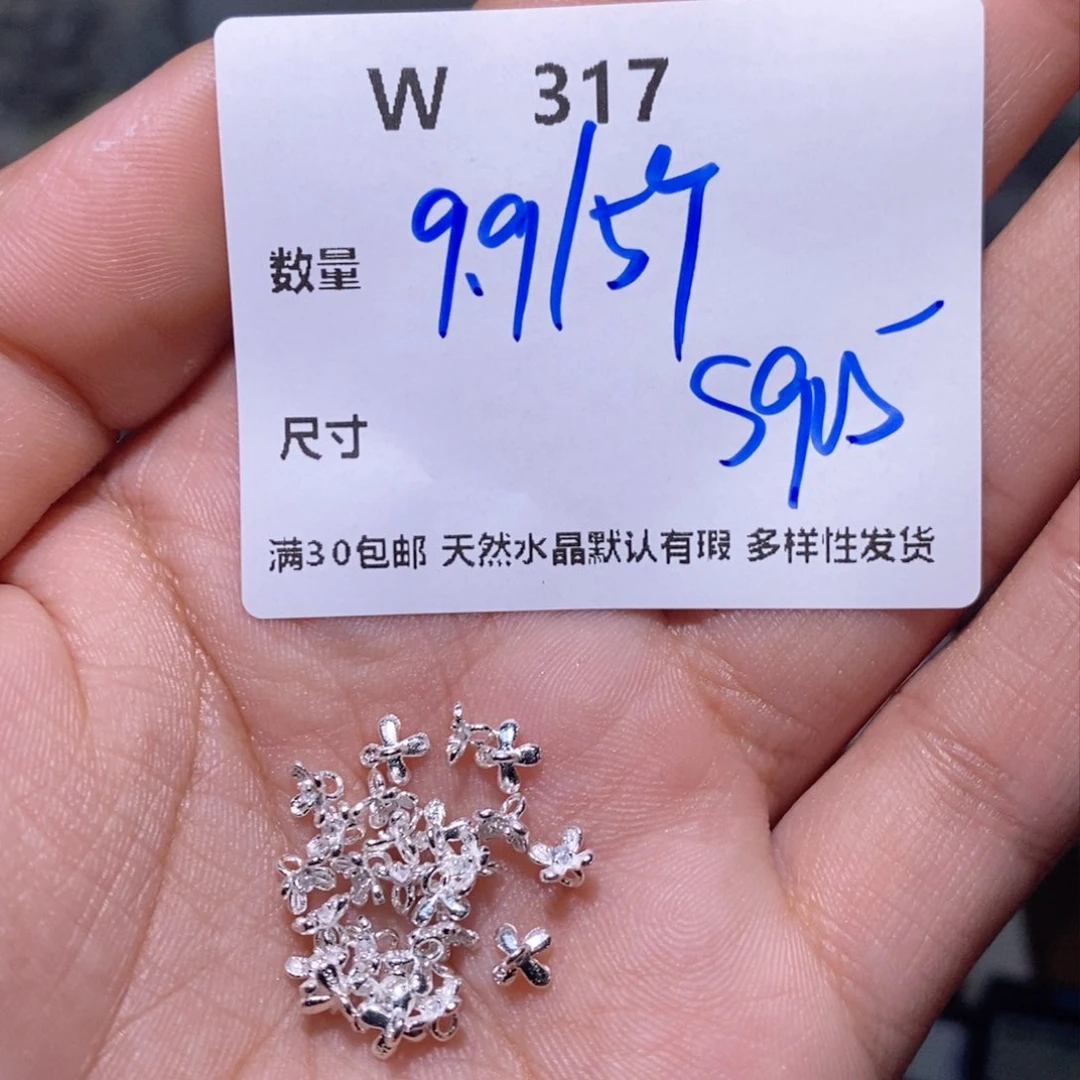 W 317
数量 9.9/5个
尺寸 S925
满30包邮 天然水晶默认有瑕 多样性发货